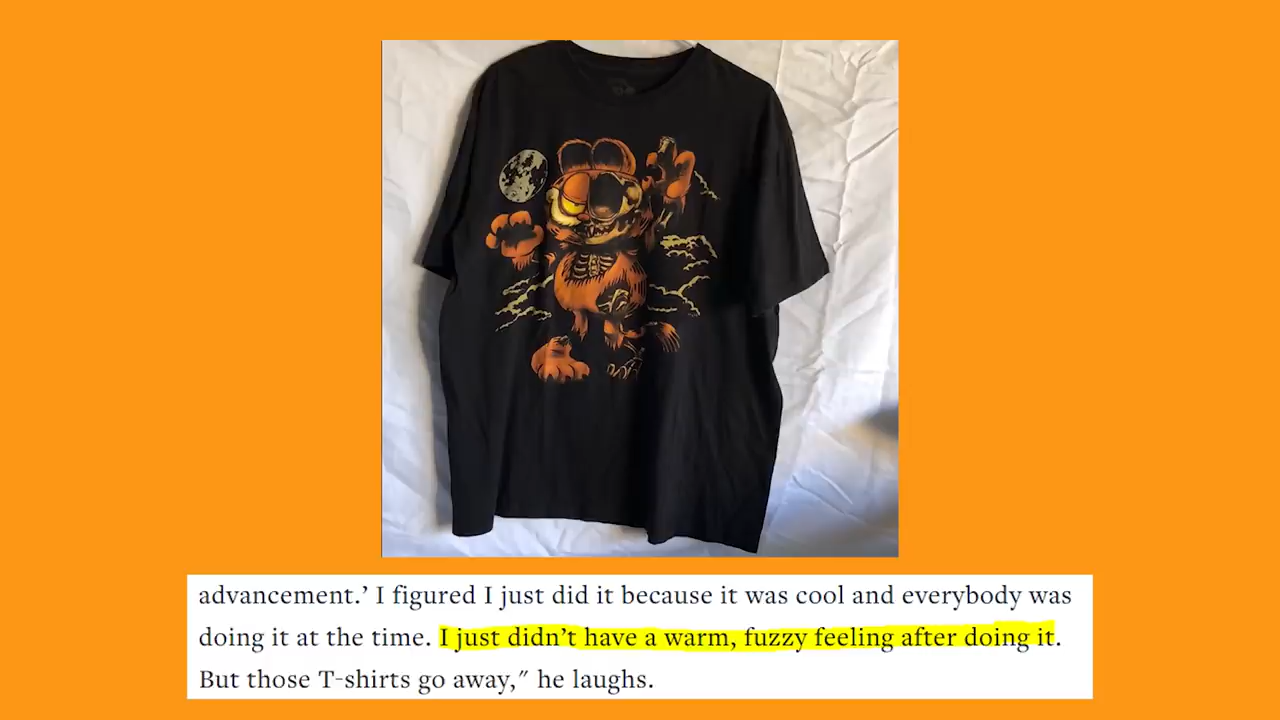 advancement.’ I figured I just did it because it was cool and everybody was
doing it at the time. I just didn’t have a warm, fuzzy feeling after doing it.
But those T-shirts go away,″ he laughs.